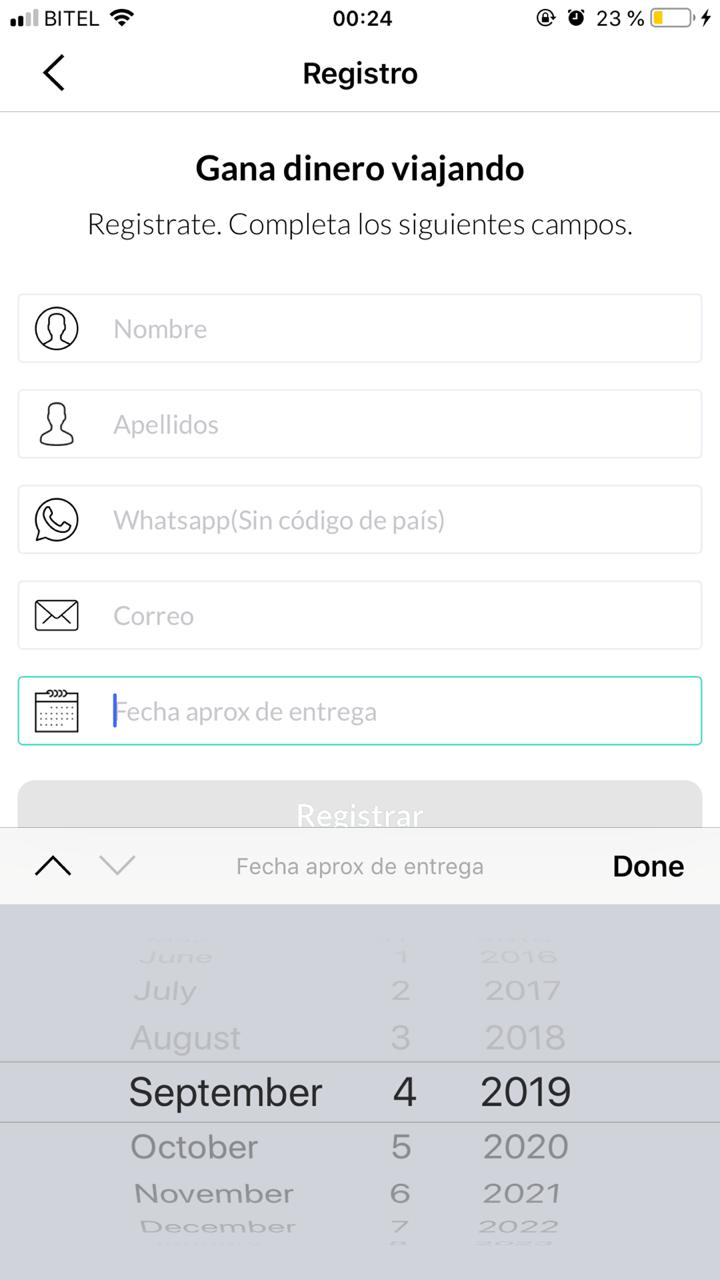 BITEL 00:24 23 %
Registro
Gana dinero viajando
Registrate. Completa los siguientes campos.
Nombre
Apellidos
Whatsapp(Sin código de país)
Correo
Fecha aprox de entrega
Registrar
Fecha aprox de entrega Done
June 1 2016
July 2 2017
August 3 2018
September 4 2019
October 5 2020
November 6 2021
December 7 2022